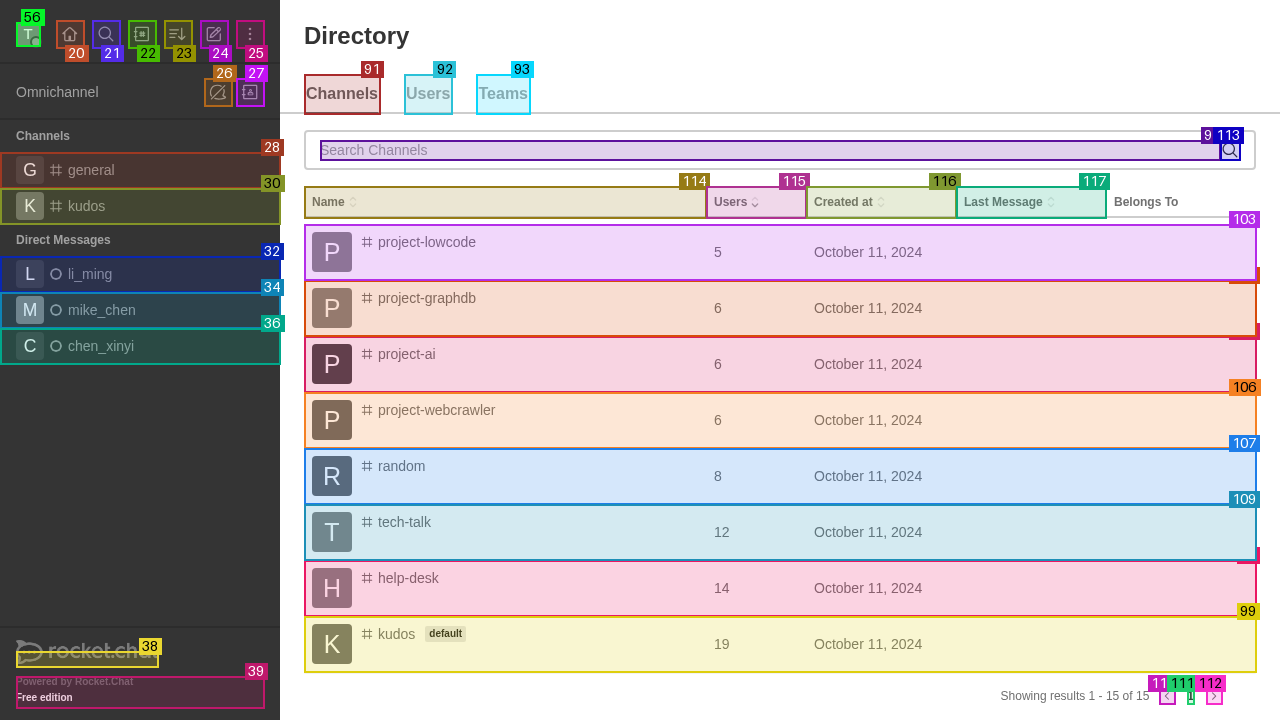 56
T
20
21
22
23
24
25
Omnichannel
26
27
Channels
28
G general
30
K kudos
Direct Messages
32
L li_ming
34
M mike_chen
36
C chen_xinyi
38
rocket.chat
39
Powered by Rocket.Chat
Free edition
Directory
91
92
93
Channels Users Teams
Search Channels
113
114
115
116
117
Name Users Created at Last Message Belongs To
103
P project-lowcode 5 October 11, 2024
P project-graphdb 6 October 11, 2024
P project-ai 6 October 11, 2024
106
P project-webcrawler 6 October 11, 2024
107
R random 8 October 11, 2024
109
T tech-talk 12 October 11, 2024
H help-desk 14 October 11, 2024
99
K kudos default 19 October 11, 2024
111
112
Showing results 1 - 15 of 15 1